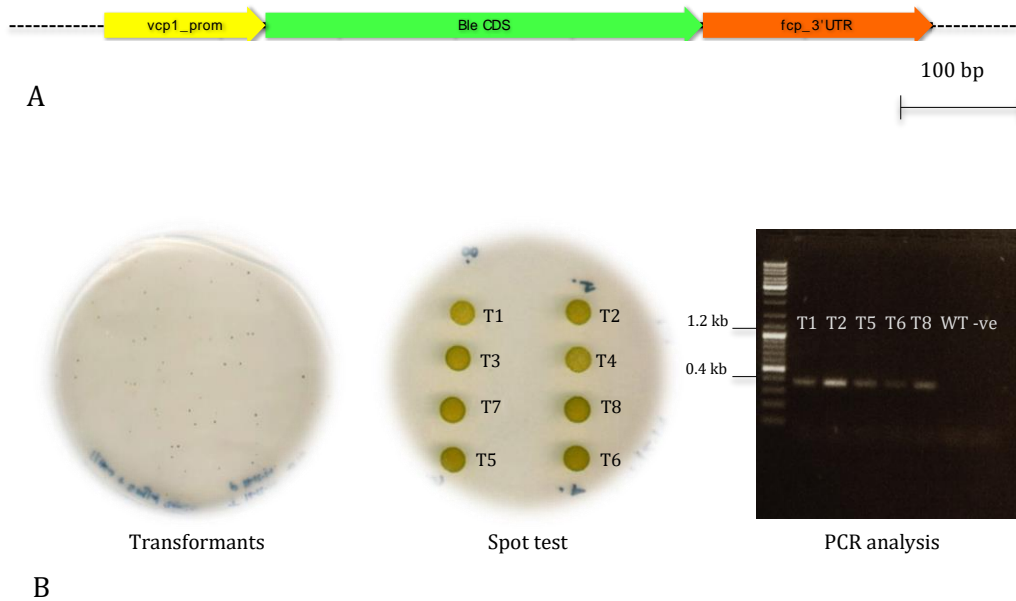 vcp1_prom Ble CDS fcp_3'UTR
100 bp
A
T1 T2
T3 T4
T7 T8
T5 T6
1.2 kb
0.4 kb
T1 T2 T5 T6 T8 WT -ve
Transformants Spot test PCR analysis
B